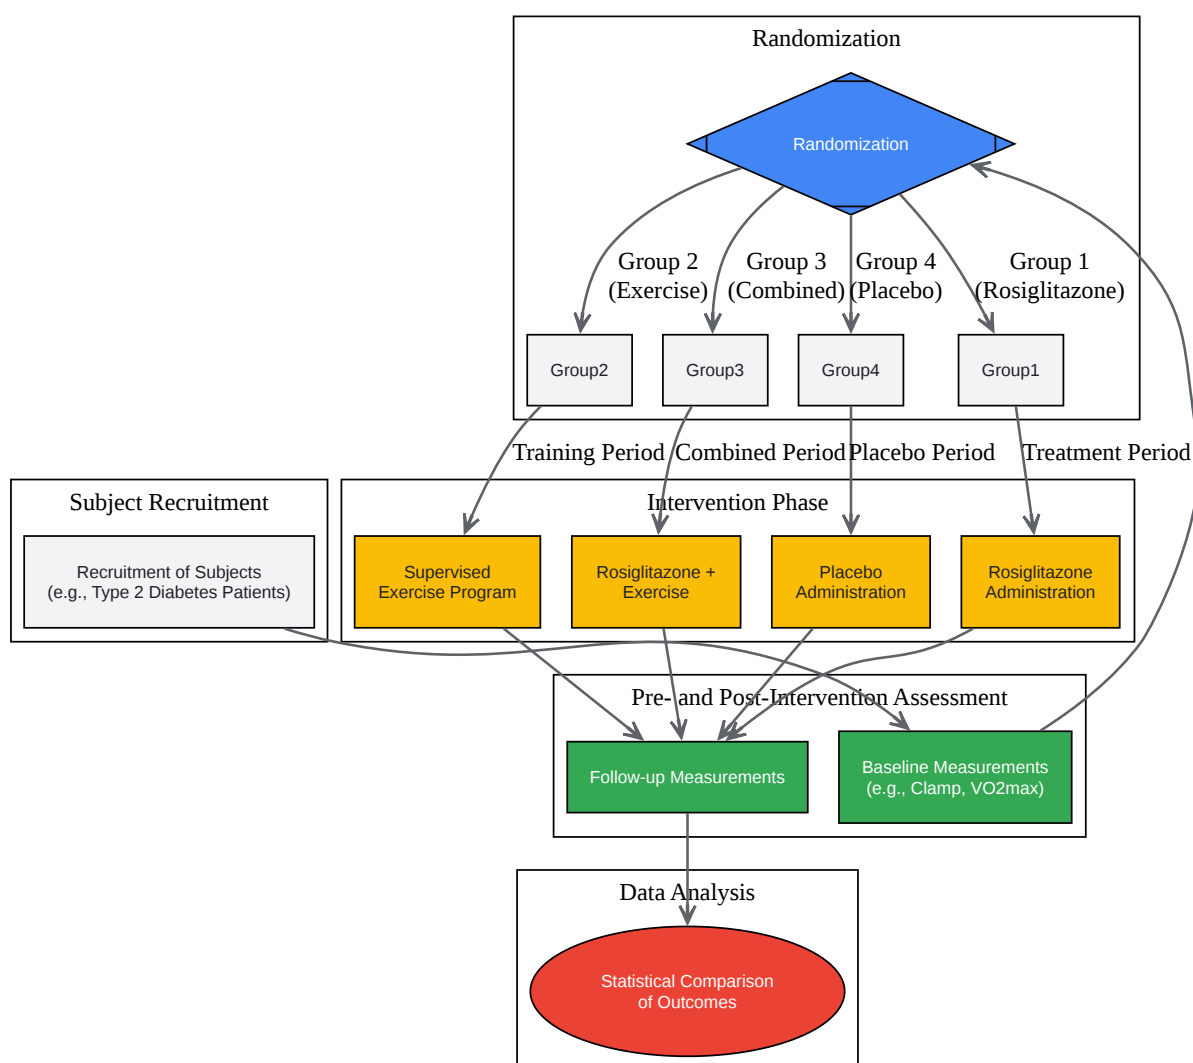 Randomization
Randomization
Group 2
(Exercise)
Group 3
(Combined)
Group 4
(Placebo)
Group 1
(Rosiglitazone)
Group2
Group3
Group4
Group1
Training Period
Combined Period
Placebo Period
Treatment Period
Subject Recruitment
Recruitment of Subjects
(e.g., Type 2 Diabetes Patients)
Intervention Phase
Supervised
Exercise Program
Rosiglitazone +
Exercise
Placebo
Administration
Rosiglitazone
Administration
Pre- and Post-Intervention Assessment
Follow-up Measurements
Baseline Measurements
(e.g., Clamp, VO2max)
Data Analysis
Statistical Comparison
of Outcomes